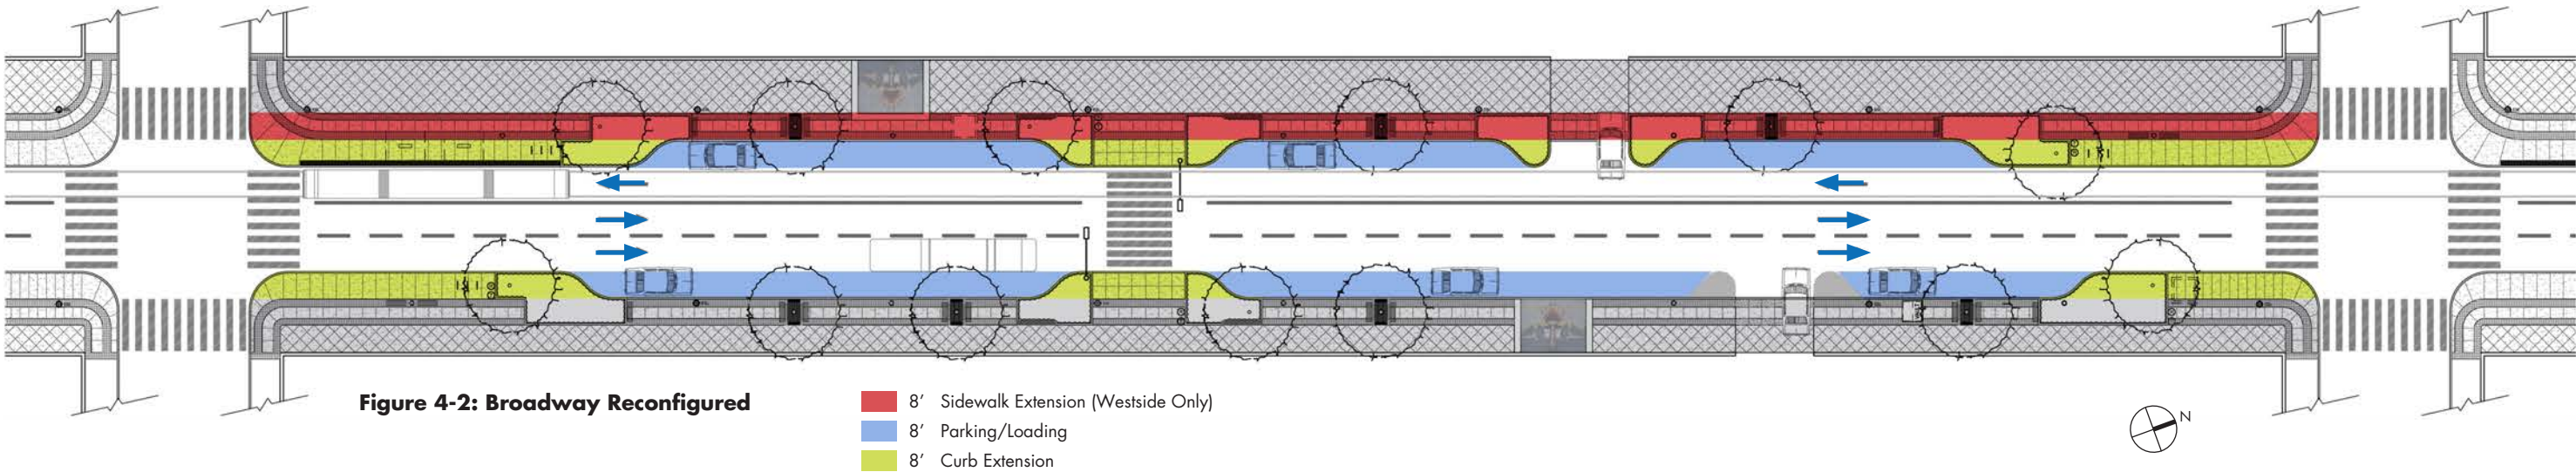 Figure 4-2: Broadway Reconfigured
8’ Sidewalk Extension (Westside Only)
8’ Parking/Loading
8’ Curb Extension
N